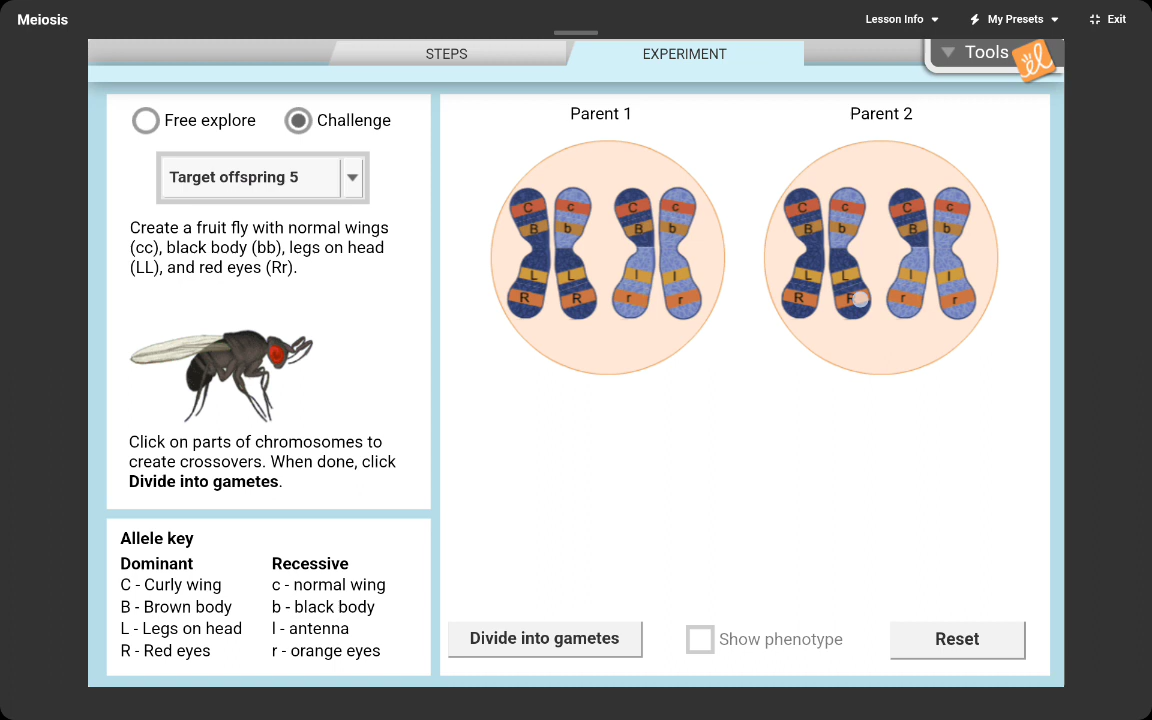 Meiosis
Lesson Info
My Presets
Exit
STEPS
EXPERIMENT
Tools
Free explore
Challenge
Target offspring 5
Create a fruit fly with normal wings
(cc), black body (bb), legs on head
(LL), and red eyes (Rr).
Click on parts of chromosomes to
create crossovers. When done, click
Divide into gametes.
Allele key
Dominant
Recessive
C - Curly wing
c - normal wing
B - Brown body
b - black body
L - Legs on head
l - antenna
R - Red eyes
r - orange eyes
Parent 1
Parent 2
C c C c
B b B b
L L l l
R R r r
C c C c
B b B b
L L l l
R R r r
Divide into gametes
Show phenotype
Reset